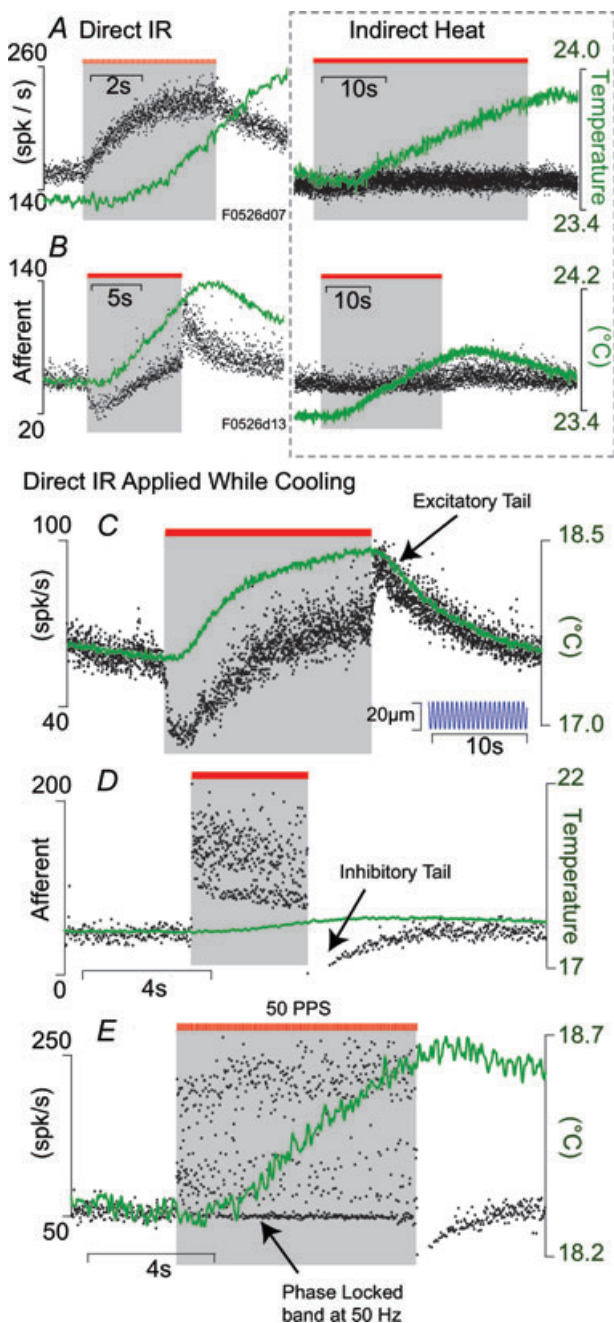 A Direct IR
Indirect Heat
260
2s
10s
24.0
(spk / s)
Temperature
140
F0526d07
23.4
B
140
5s
10s
24.2
Afferent
(°C)
20
F0526d13
23.4
Direct IR Applied While Cooling
C
100
Excitatory Tail
18.5
(spk/s)
(°C)
40
20µm
17.0
10s
D
200
22
Afferent
Inhibitory Tail
Temperature
0
4s
17
50 PPS
E
250
18.7
(spk/s)
(°C)
50
4s
18.2
Phase Locked
band at 50 Hz